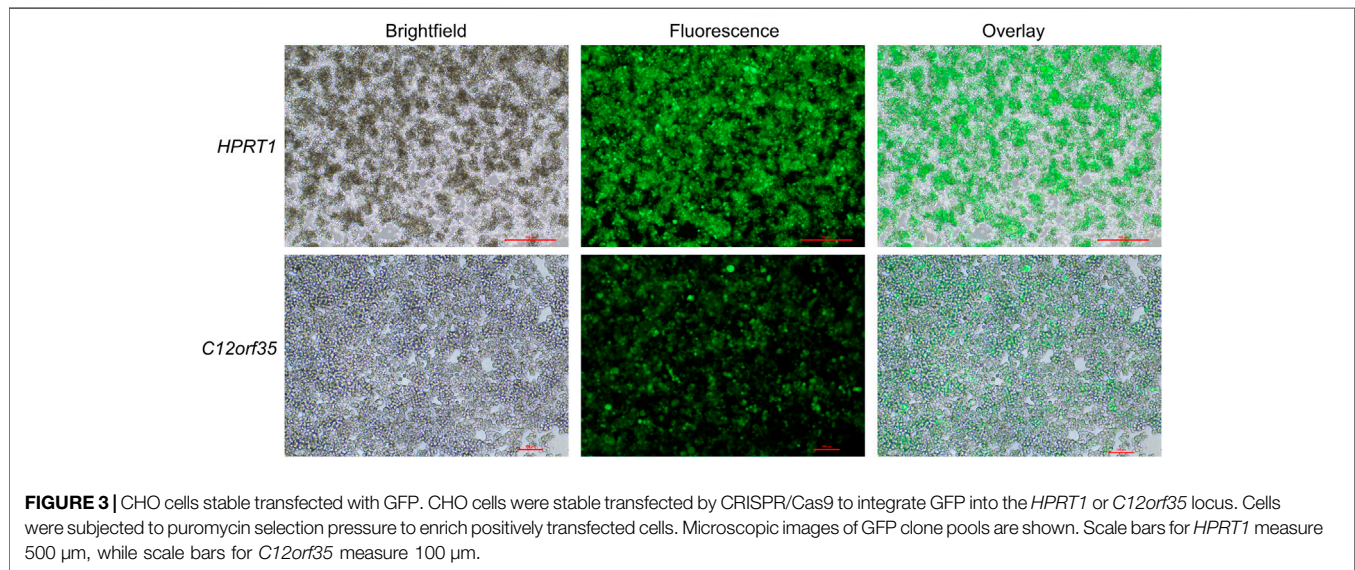 Brightfield Fluorescence Overlay
HPRT1
C12orf35
FIGURE 3 | CHO cells stable transfected with GFP. CHO cells were stable transfected by CRISPR/Cas9 to integrate GFP into the HPRT1 or C12orf35 locus. Cells
were subjected to puromycin selection pressure to enrich positively transfected cells. Microscopic images of GFP clone pools are shown. Scale bars for HPRT1 measure
500 µm, while scale bars for C12orf35 measure 100 µm.